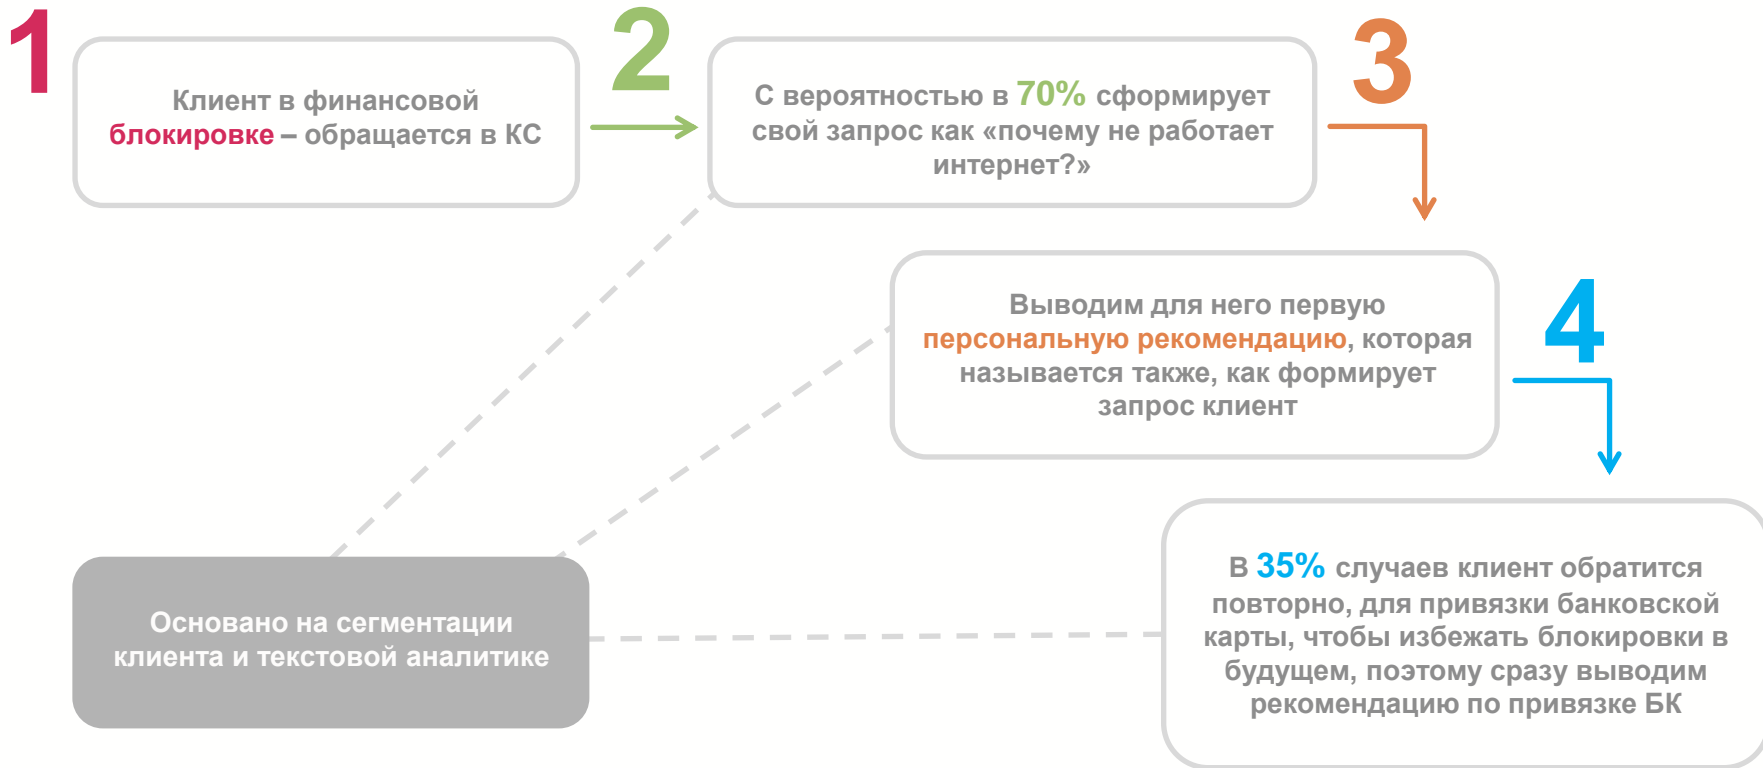 1
Клиент в финансовой
блокировке – обращается в КС
2
С вероятностью в 70% сформирует
свой запрос как «почему не работает
интернет?»
3
Выводим для него первую
персональную рекомендацию, которая
называется также, как формирует
запрос клиент
4
В 35% случаев клиент обратится
повторно, для привязки банковской
карты, чтобы избежать блокировки в
будущем, поэтому сразу выводим
рекомендацию по привязке БК
Основано на сегментации
клиента и текстовой аналитике